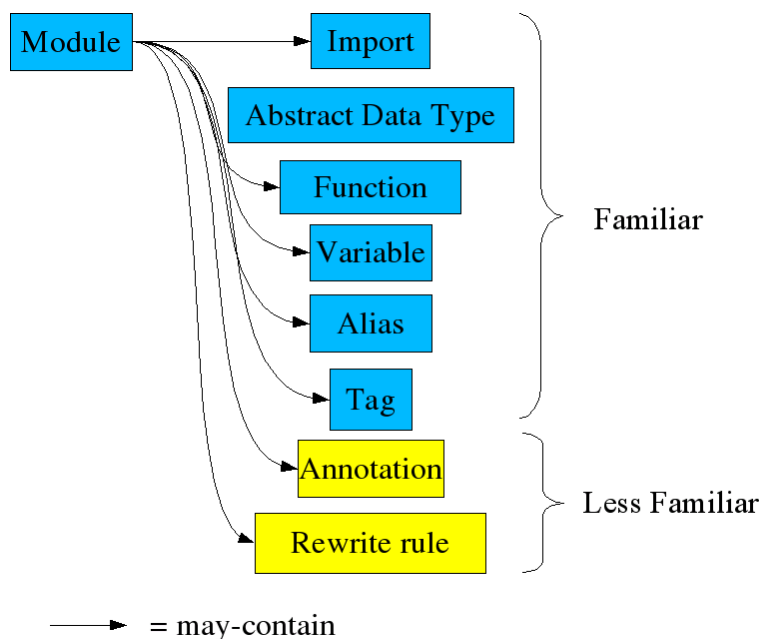 Module
Import
Abstract Data Type
Function
Familiar
Variable
Alias
Tag
Annotation
Less Familiar
Rewrite rule
= may-contain